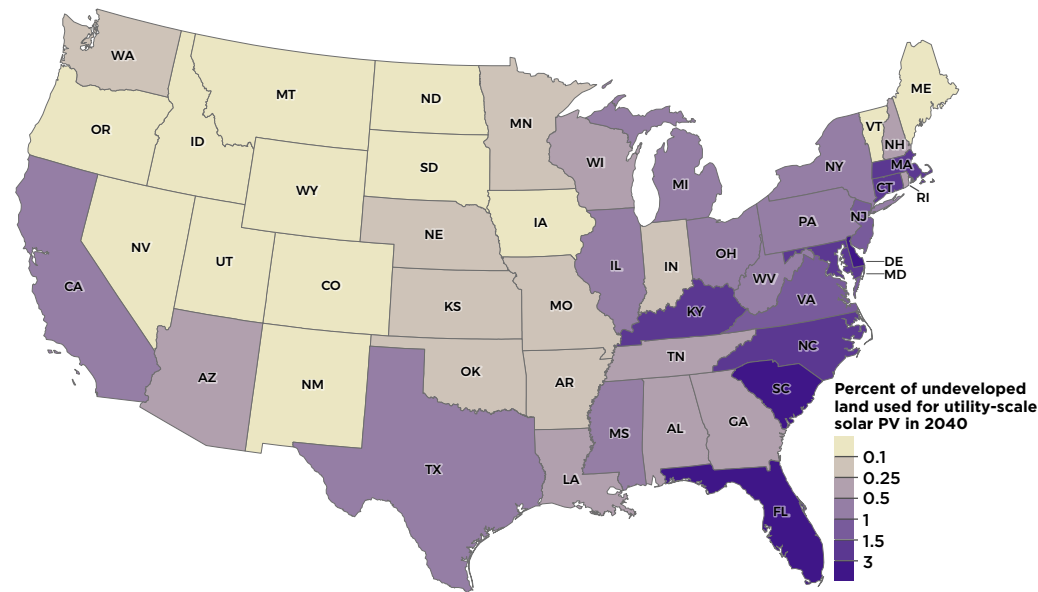 WA
MT
ND
MN
ME
OR
ID
VT
NH
WI
SD
NY
MA
MI
WY
CT
RI
IA
NE
PA
NJ
NV
OH
UT
IL
IN
DE
MD
WV
CA
CO
VA
KS
MO
KY
NC
TN
OK
AZ
NM
AR
SC
Percent of undeveloped
land used for utility-scale
solar PV in 2040
GA
AL
MS
0.1
TX
0.25
LA
0.5
FL
1
1.5
3